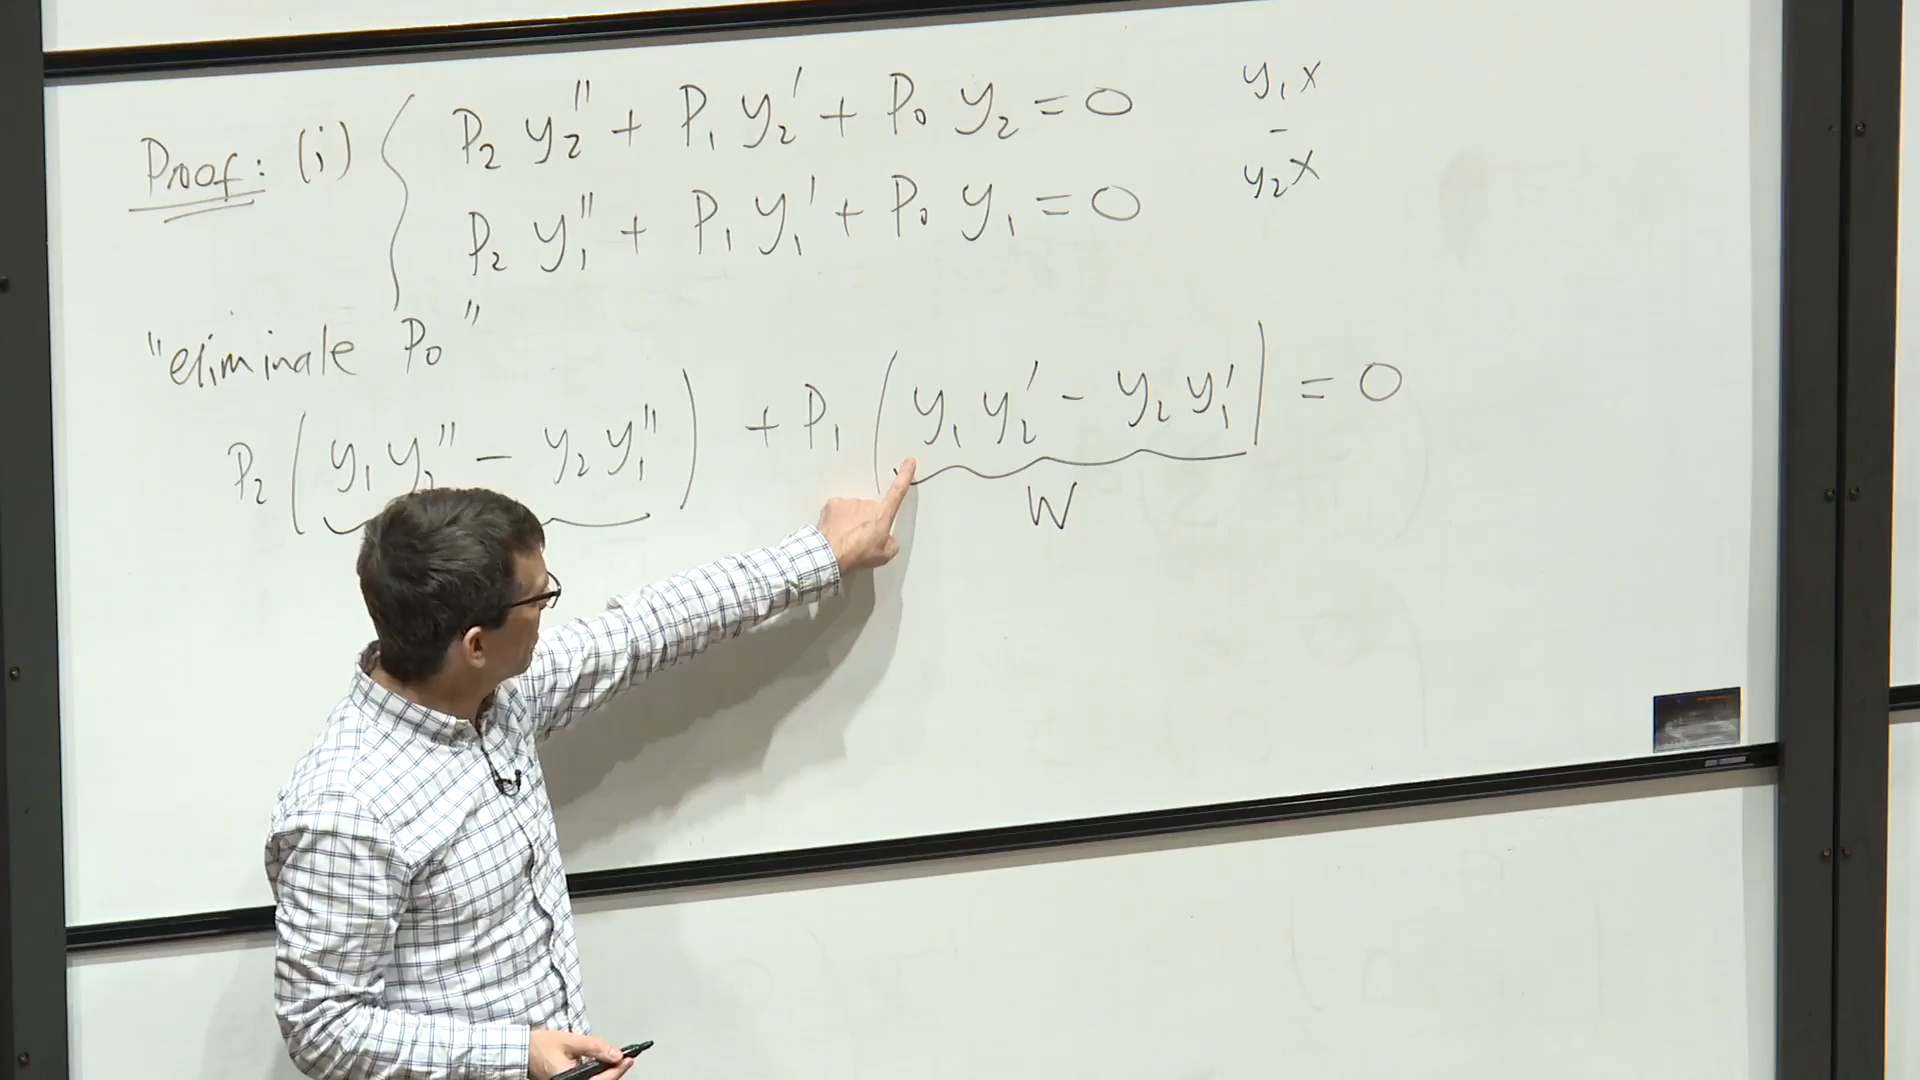 Proof: (i) P₂ y₂'' + P₁ y₂' + P₀ y₂ = 0 y₁ ×
−
P₂ y₁'' + P₁ y₁' + P₀ y₁ = 0 y₂ ×
"eliminate P₀"
P₂ ( y₁ y₂'' − y₂ y₁'' ) + P₁ ( y₁ y₂' − y₂ y₁' ) = 0
W